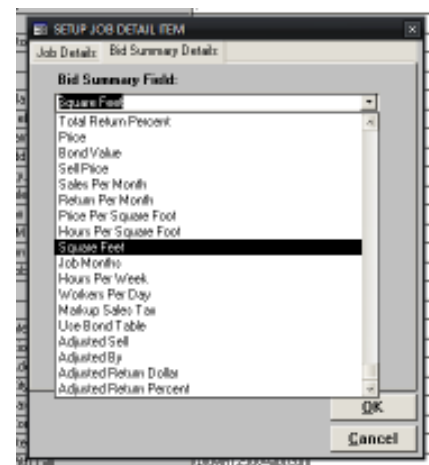 SETUP JOB DETAIL ITEM
Job Details Bid Summary Details
Bid Summary Field:
Square Feet
Total Return Percent
Price
Bond Value
Sell Price
Sales Per Month
Return Per Month
Price Per Square Foot
Hours Per Square Foot
Square Feet
Job Months
Hours Per Week
Workers Per Day
Markup Sales Tax
Use Bond Table
Adjusted Sell
Adjusted By
Adjusted Return Dollar
Adjusted Return Percent
OK
Cancel